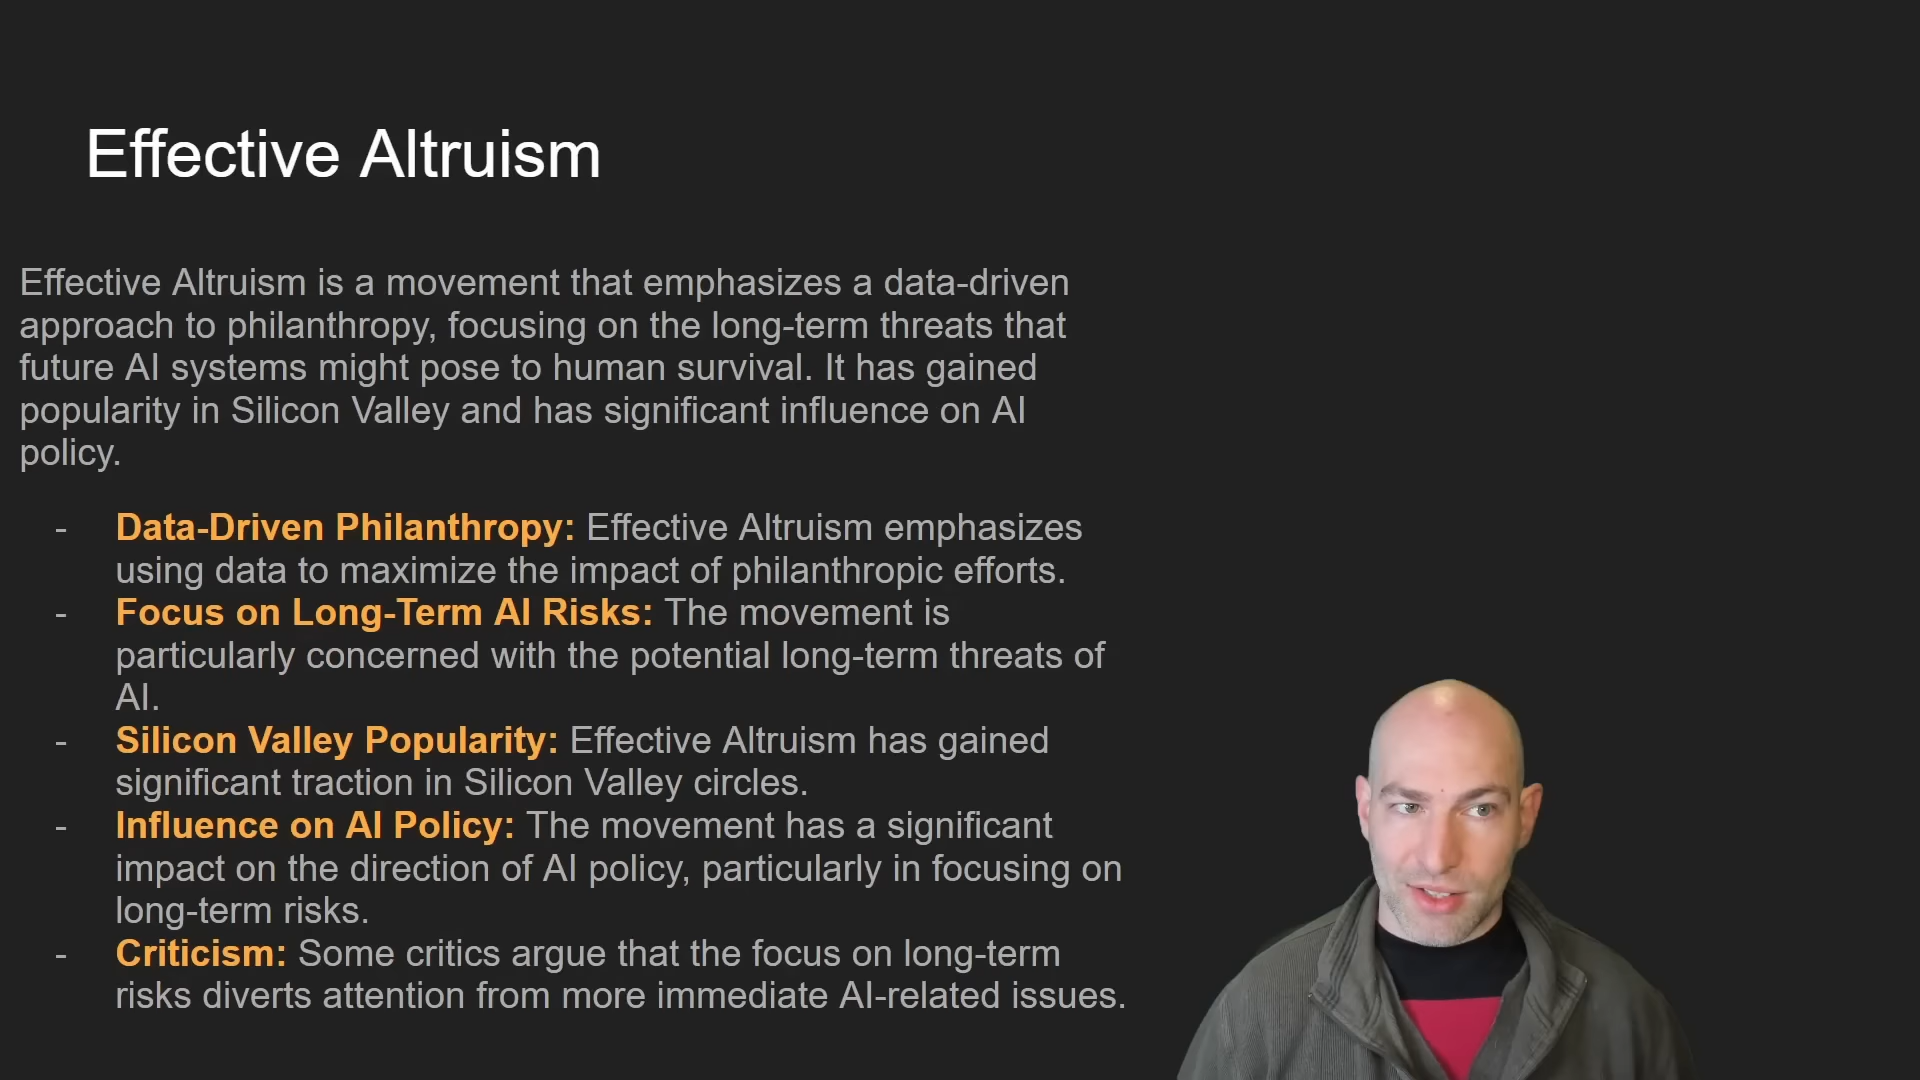 Effective Altruism
Effective Altruism is a movement that emphasizes a data-driven
approach to philanthropy, focusing on the long-term threats that
future AI systems might pose to human survival. It has gained
popularity in Silicon Valley and has significant influence on AI
policy.
- Data-Driven Philanthropy: Effective Altruism emphasizes
using data to maximize the impact of philanthropic efforts.
- Focus on Long-Term AI Risks: The movement is
particularly concerned with the potential long-term threats of
AI.
- Silicon Valley Popularity: Effective Altruism has gained
significant traction in Silicon Valley circles.
- Influence on AI Policy: The movement has a significant
impact on the direction of AI policy, particularly in focusing on
long-term risks.
- Criticism: Some critics argue that the focus on long-term
risks diverts attention from more immediate AI-related issues.